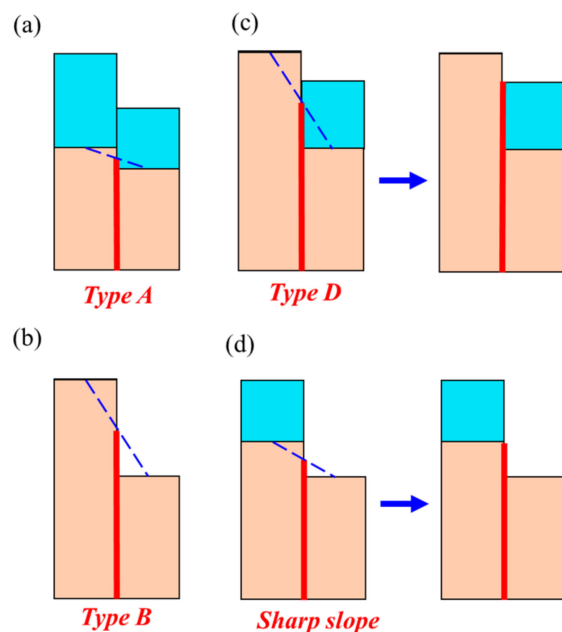 (a)
Type A
(b)
Type B
(c)
Type D
(d)
Sharp slope